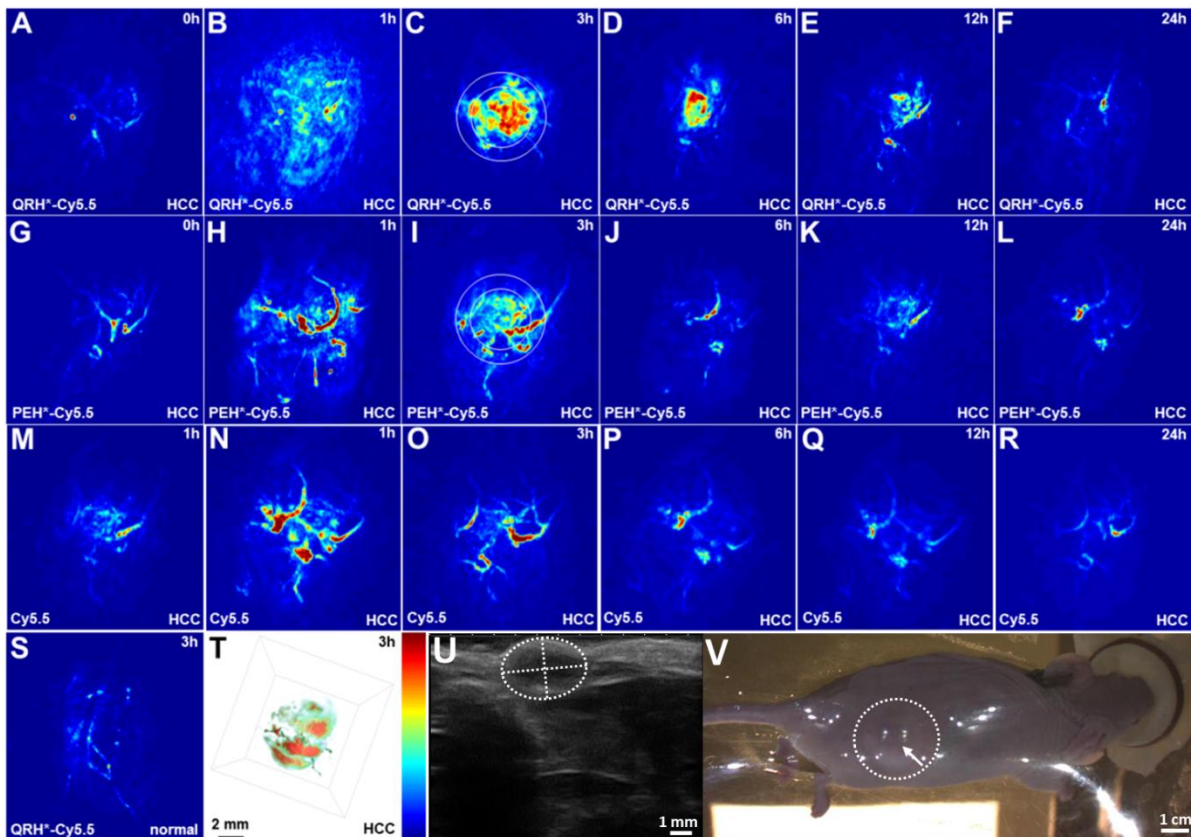 A 0h
QRH*-Cy5.5 HCC
B 1h
QRH*-Cy5.5 HCC
C 3h
QRH*-Cy5.5 HCC
D 6h
QRH*-Cy5.5 HCC
E 12h
QRH*-Cy5.5 HCC
F 24h
QRH*-Cy5.5 HCC
G 0h
PEH*-Cy5.5 HCC
H 1h
PEH*-Cy5.5 HCC
I 3h
PEH*-Cy5.5 HCC
J 6h
PEH*-Cy5.5 HCC
K 12h
PEH*-Cy5.5 HCC
L 24h
PEH*-Cy5.5 HCC
M 1h
Cy5.5 HCC
N 1h
Cy5.5 HCC
O 3h
Cy5.5 HCC
P 6h
Cy5.5 HCC
Q 12h
Cy5.5 HCC
R 24h
Cy5.5 HCC
S 3h
QRH*-Cy5.5 normal
T 3h
2 mm HCC
U
1 mm
V
1 cm